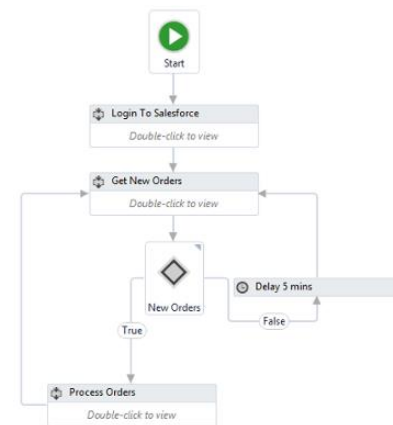 Start
Login To Salesforce
Double-click to view
Get New Orders
Double-click to view
New Orders
Delay 5 mins
True
False
Process Orders
Double-click to view